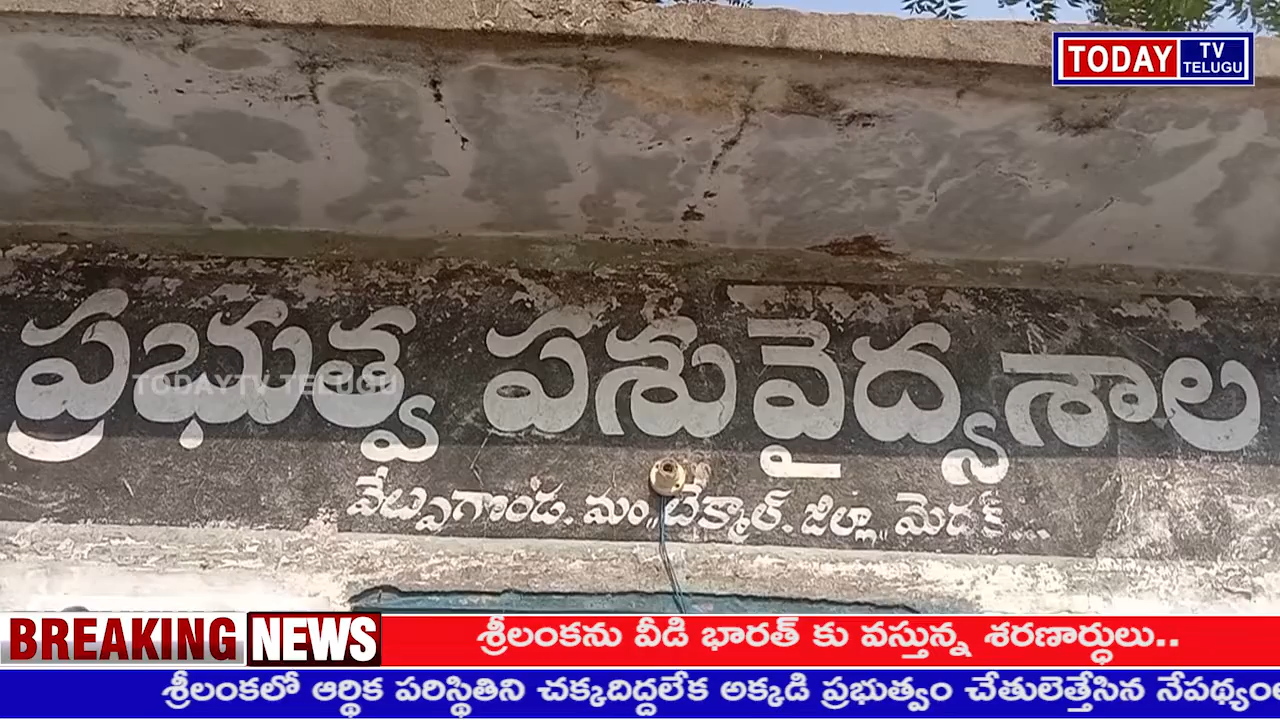 TODAY TV TELUGU
ప్రభుత్వ పశువైద్యశాల
TODAYTV TELUGU
వేట్పుగొండ. మం,, టేక్మాల్. జీల్లా,, మెదక్...
BREAKING NEWS
శ్రీలంకను వీడి భారత్ కు వస్తున్న శరణార్ధులు..
శ్రీలంకలో ఆర్థిక పరిస్థితిని చక్కదిద్దలేక అక్కడి ప్రభుత్వం చేతులెత్తేసిన